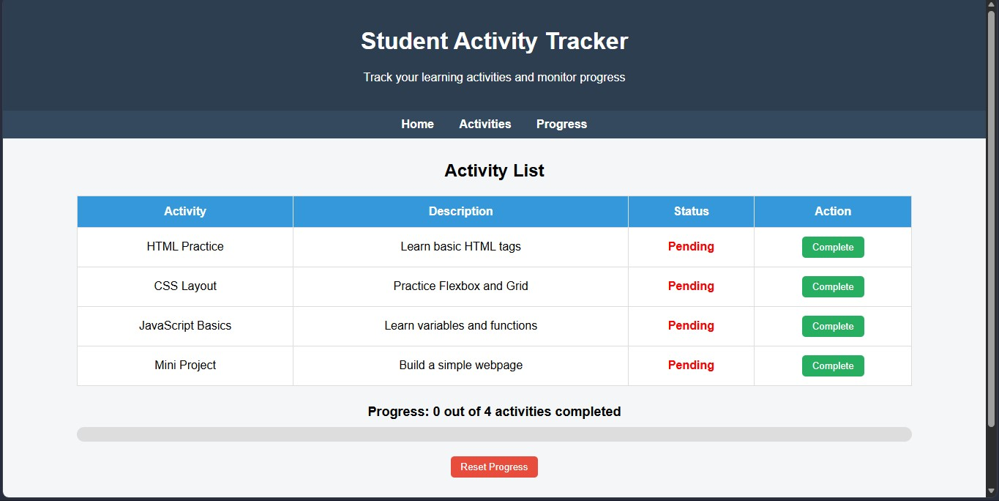 Student Activity Tracker
Track your learning activities and monitor progress
Home Activities Progress
Activity List
Activity Description Status Action
HTML Practice Learn basic HTML tags Pending Complete
CSS Layout Practice Flexbox and Grid Pending Complete
JavaScript Basics Learn variables and functions Pending Complete
Mini Project Build a simple webpage Pending Complete
Progress: 0 out of 4 activities completed
Reset Progress